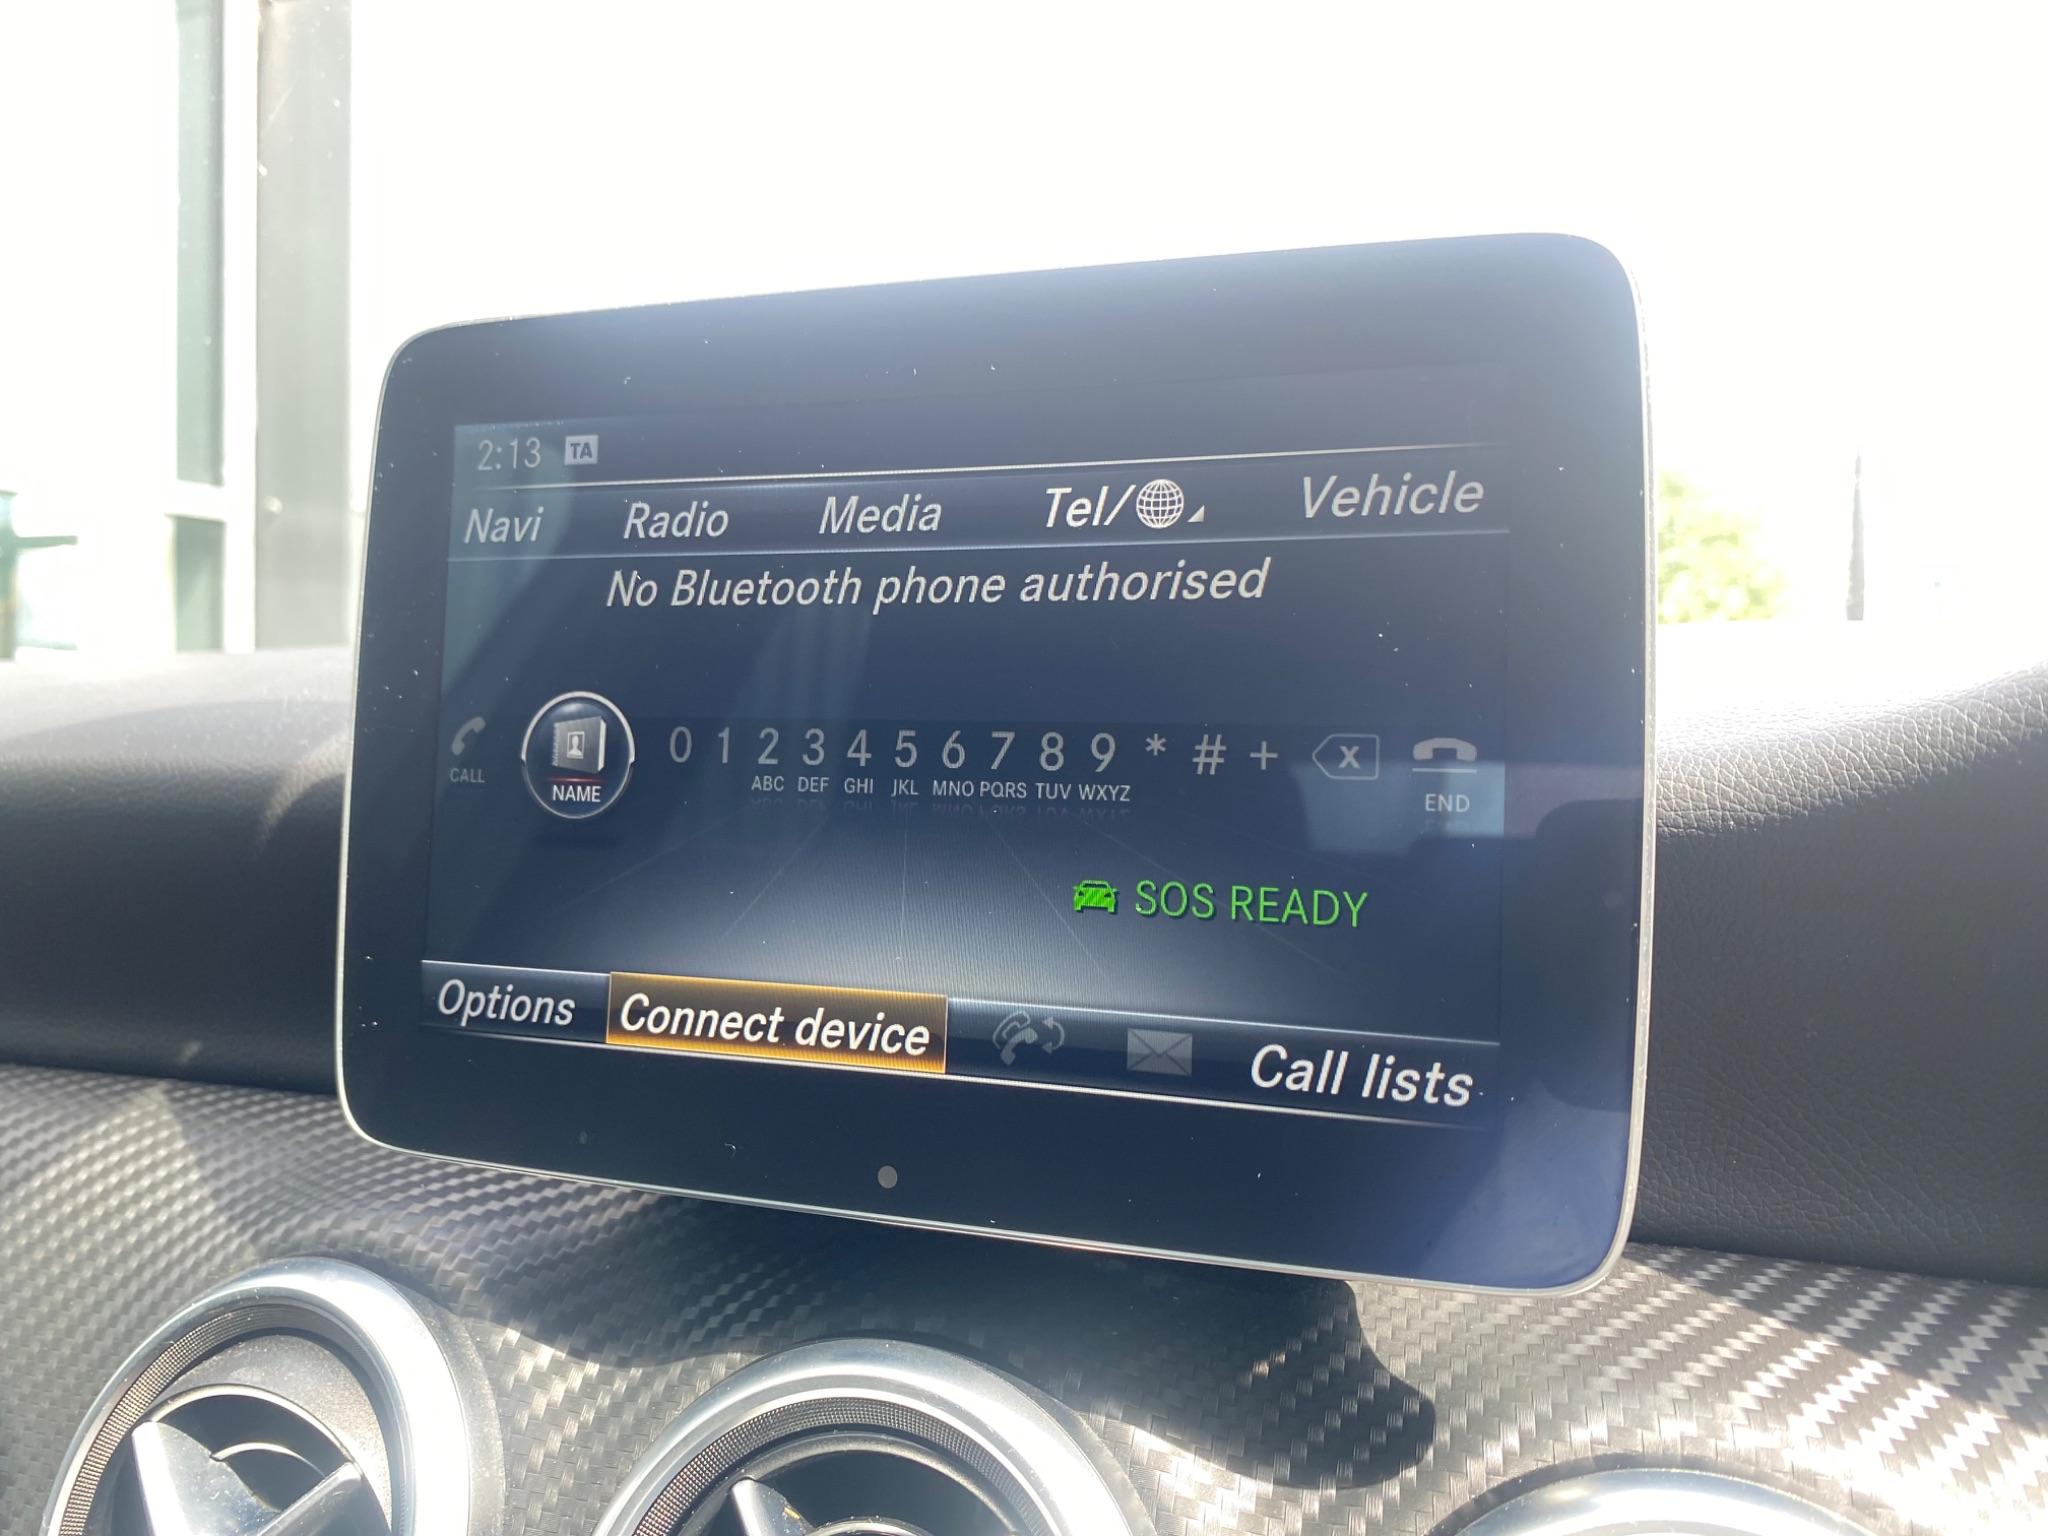 2:13 TA
Navi Radio Media Tel/ Vehicle
No Bluetooth phone authorised
0 1 2 3 4 5 6 7 8 9 * # + x
CALL NAME ABC DEF GHI JKL MNO PQRS TUV WXYZ END
SOS READY
Options Connect device Call lists